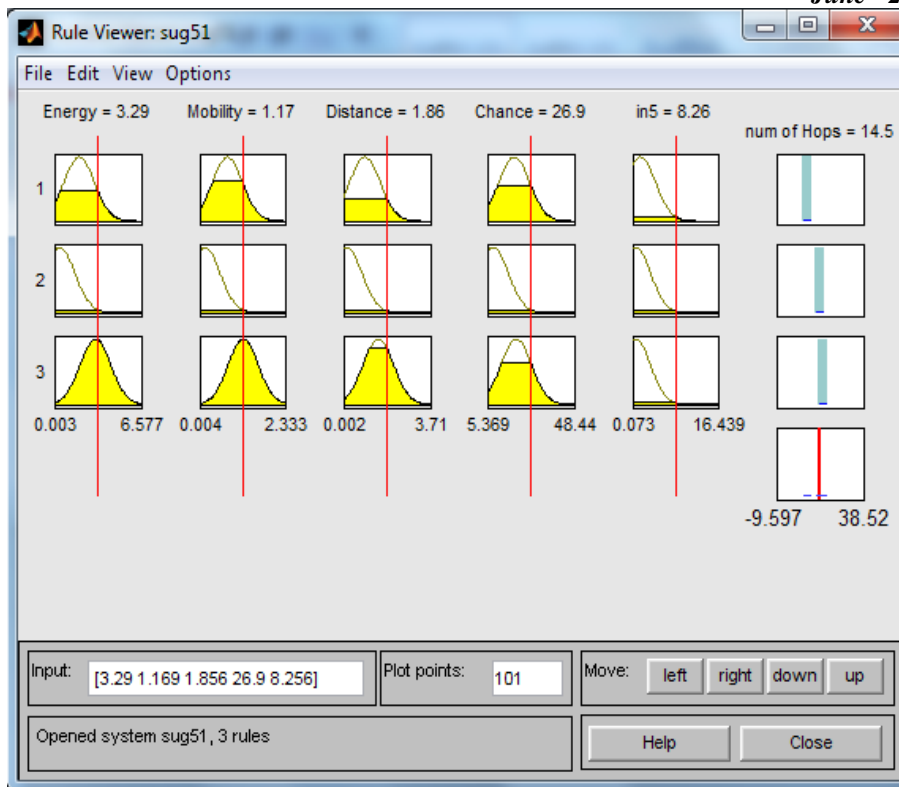 Rule Viewer: sug51
File Edit View Options
Energy = 3.29 Mobility = 1.17 Distance = 1.86 Chance = 26.9 in5 = 8.26
num of Hops = 14.5
1
2
3
0.003 6.577 0.004 2.333 0.002 3.71 5.369 48.44 0.073 16.439
-9.597 38.52
Input: [3.29 1.169 1.856 26.9 8.256] Plot points: 101 Move: left right down up
Opened system sug51, 3 rules Help Close